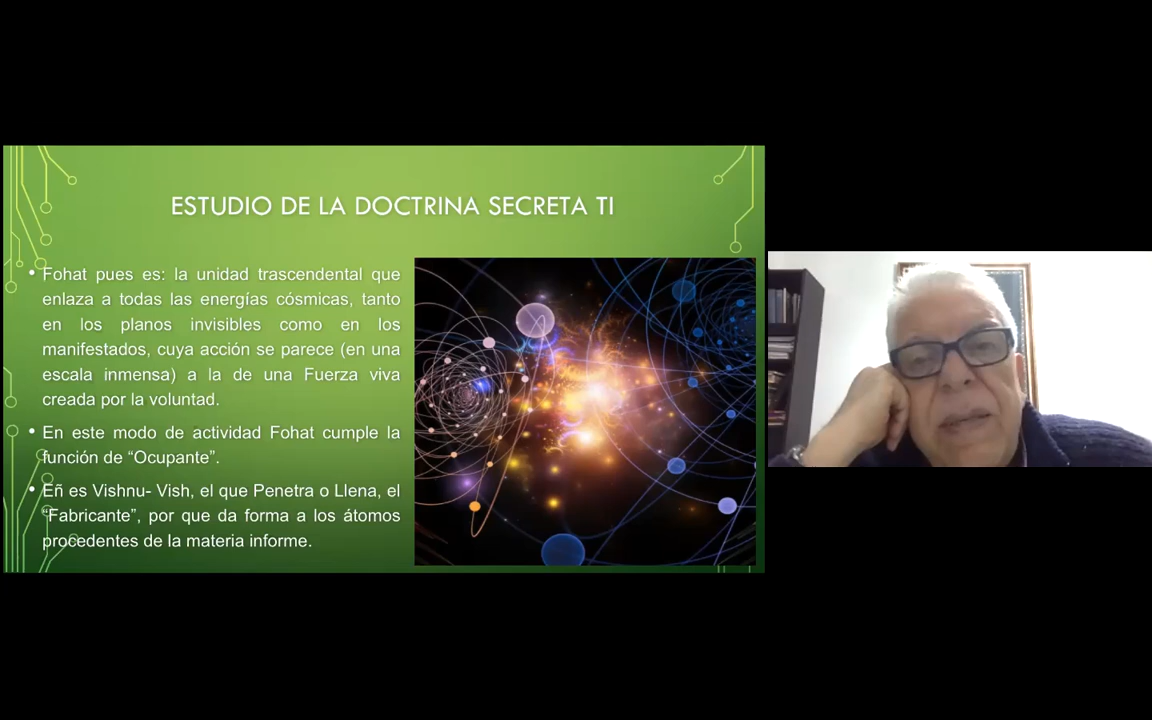 ESTUDIO DE LA DOCTRINA SECRETA TI
• Fohat pues es: la unidad trascendental que
enlaza a todas las energías cósmicas, tanto
en los planos invisibles como en los
manifestados, cuya acción se parece (en una
escala inmensa) a la de una Fuerza viva
creada por la voluntad.
• En este modo de actividad Fohat cumple la
función de “Ocupante”.
• Eñ es Vishnu- Vish, el que Penetra o Llena, el
“Fabricante”, por que da forma a los átomos
procedentes de la materia informe.